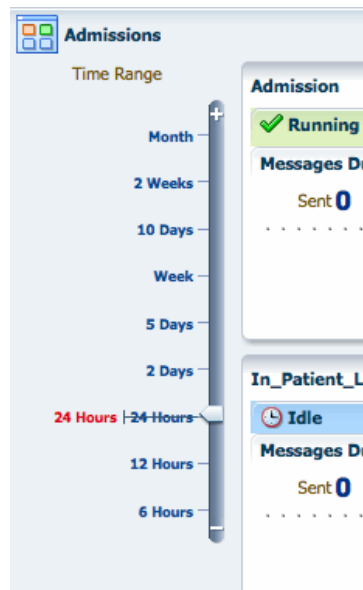 Admissions
Time Range
Month
2 Weeks
10 Days
Week
5 Days
2 Days
24 Hours 24 Hours
12 Hours
6 Hours
Admission
Running
Messages
Sent 0
Idle
Messages
Sent 0